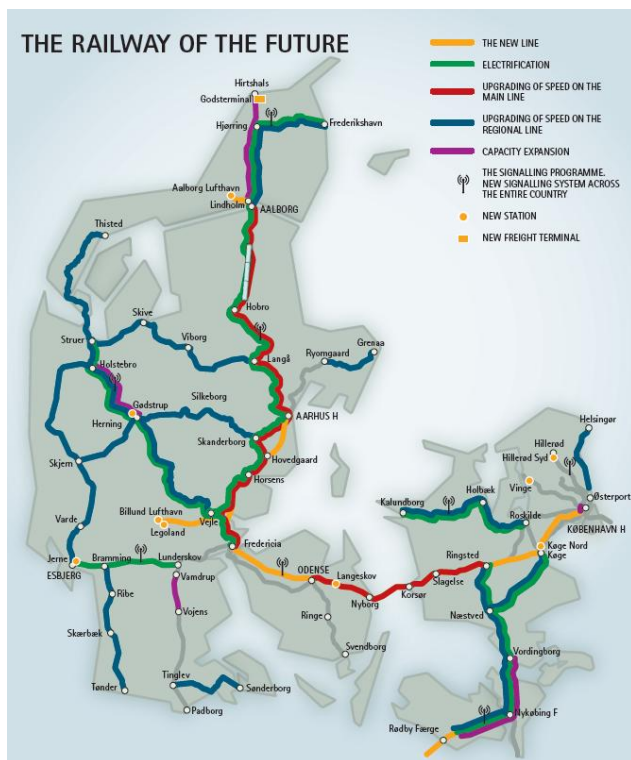 THE RAILWAY OF THE FUTURE
THE NEW LINE
ELECTRIFICATION
UPGRADING OF SPEED ON THE
MAIN LINE
UPGRADING OF SPEED ON THE
REGIONAL LINE
CAPACITY EXPANSION
THE SIGNALLING PROGRAMME.
NEW SIGNALLING SYSTEM ACROSS
THE ENTIRE COUNTRY
NEW STATION
NEW FREIGHT TERMINAL
Hirtshals
Godsterminal
Hjørring
Frederikshavn
Aalborg Lufthavn
Lindholm
AALBORG
Thisted
Hobro
Skive
Struer
Viborg
Langå
Ryomgaard
Grenaa
Holstebro
Gødstrup
Silkeborg
Herning
AARHUS H
Skanderborg
Hovedgaard
Skjern
Horsens
Billund Lufthavn
Legoland
Vejle
Varde
Fredericia
Jerne
ESBJERG
Bramming
Lunderskov
Vamdrup
Ribe
Vojens
Skærbæk
Tønder
Tinglev
Sønderborg
Padborg
ODENSE
Langeskov
Nyborg
Ringe
Svendborg
Korsør
Slagelse
Ringsted
Helsingør
Hillerød
Hillerød Syd
Vinge
Østerport
Kalundborg
Holbæk
Roskilde
KØBENHAVN H
Køge Nord
Køge
Næstved
Vordingborg
Nykøbing F
Rødby Færge